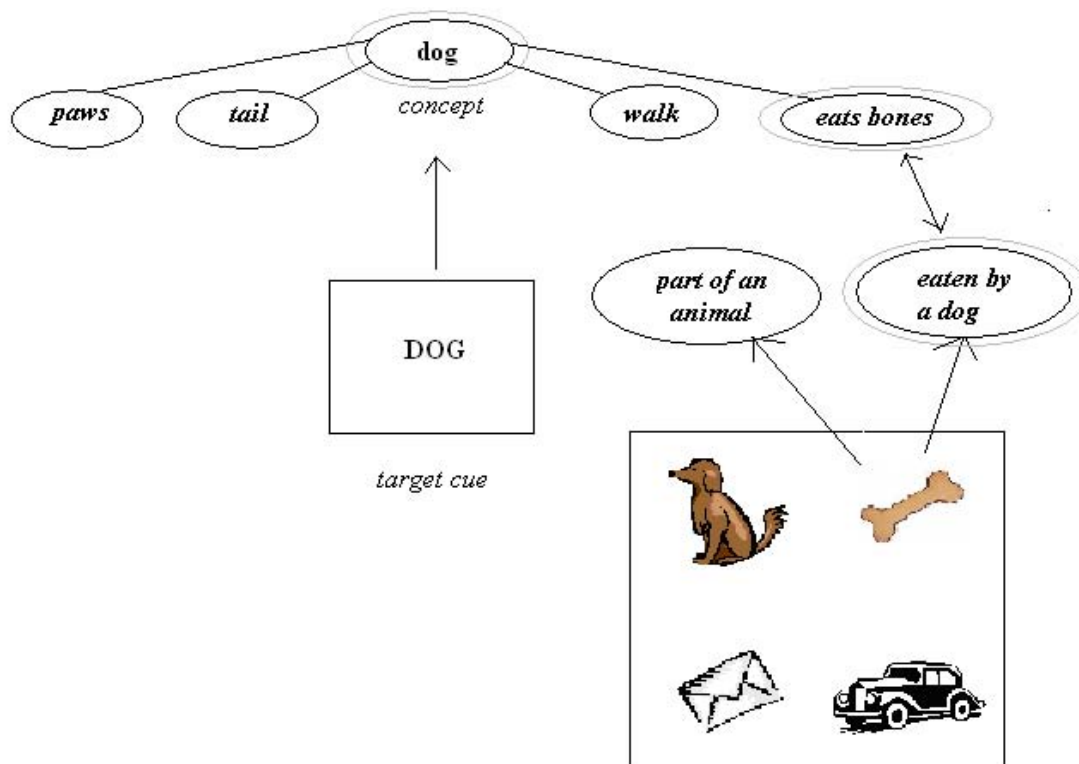 dog
paws
tail
concept
walk
eats bones
part of an
animal
eaten by
a dog
DOG
target cue